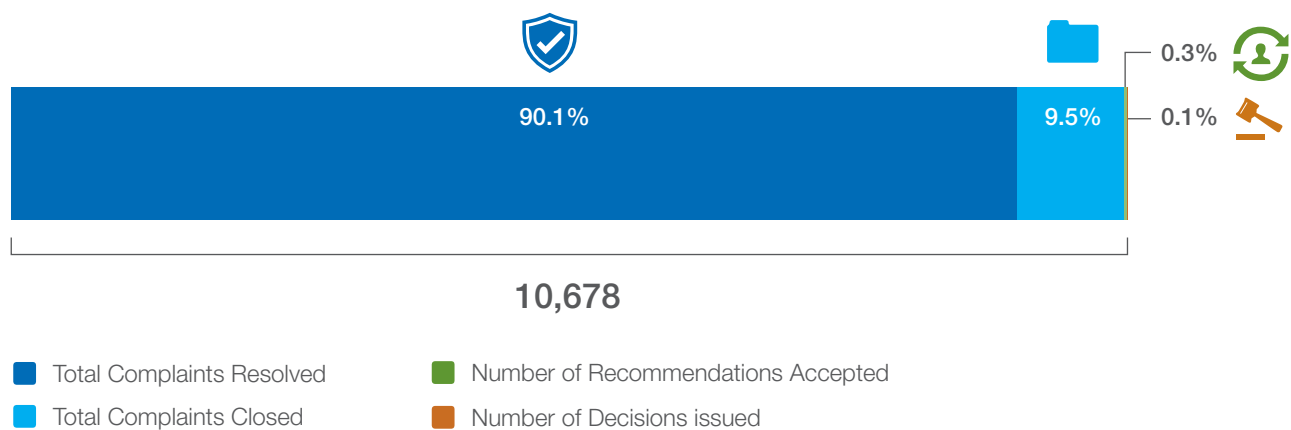 0.3%
90.1%
9.5%
0.1%
10,678
Total Complaints Resolved
Number of Recommendations Accepted
Total Complaints Closed
Number of Decisions issued